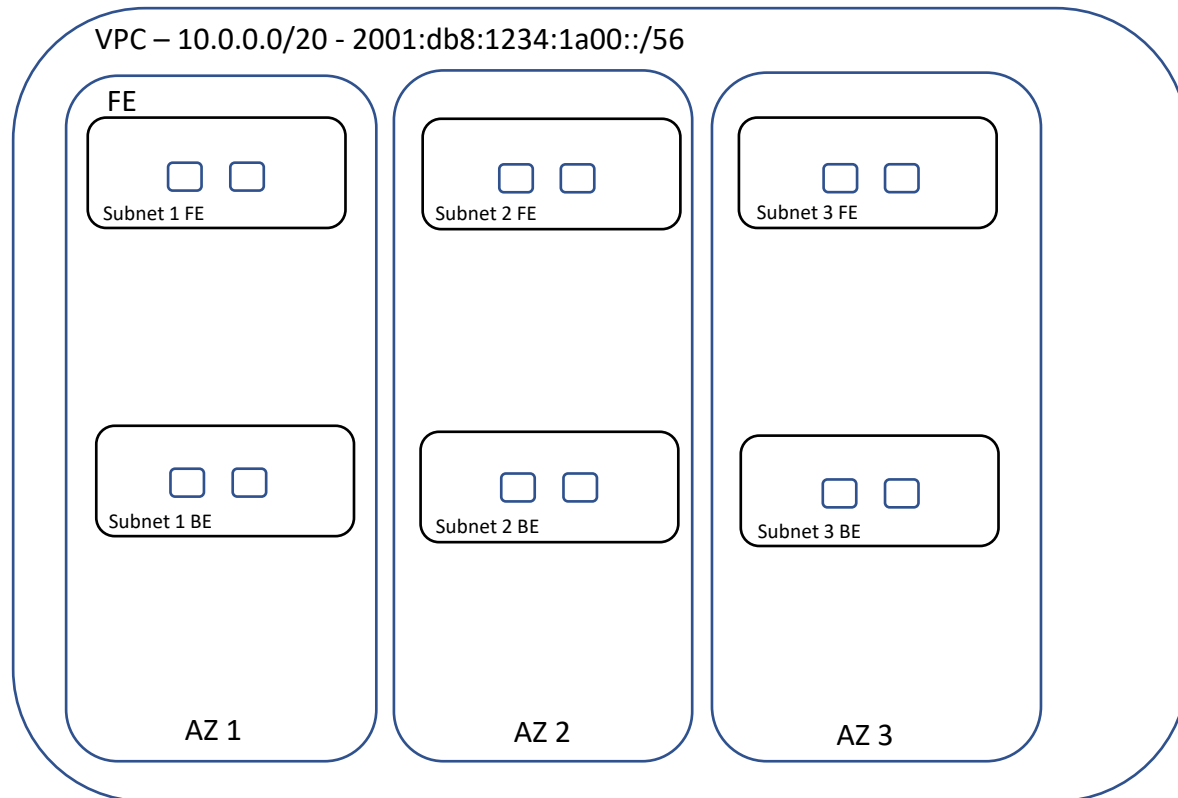 VPC – 10.0.0.0/20 - 2001:db8:1234:1a00::/56
FE
Subnet 1 FE
Subnet 2 FE
Subnet 3 FE
Subnet 1 BE
Subnet 2 BE
Subnet 3 BE
AZ 1
AZ 2
AZ 3